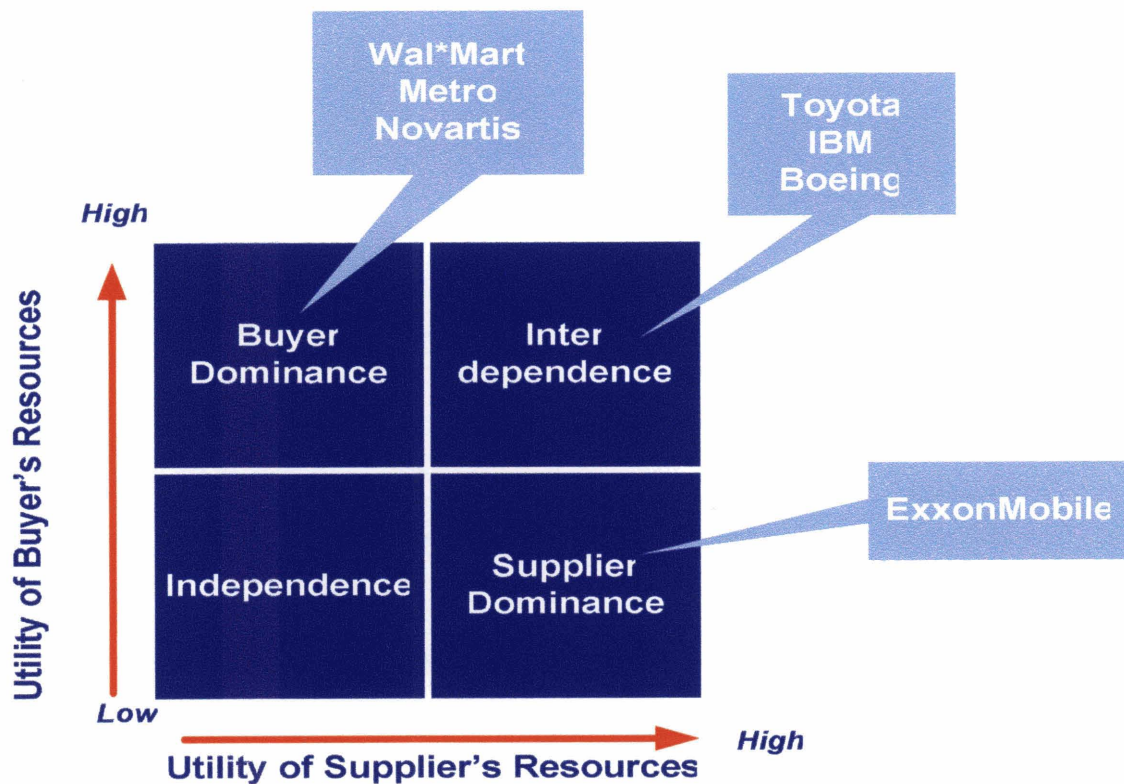 Wal*Mart
Metro
Novartis
Toyota
IBM
Boeing
High
Utility of Buyer's Resources
Buyer
Dominance
Inter
dependence
ExxonMobile
Independence
Supplier
Dominance
Low
High
Utility of Supplier's Resources